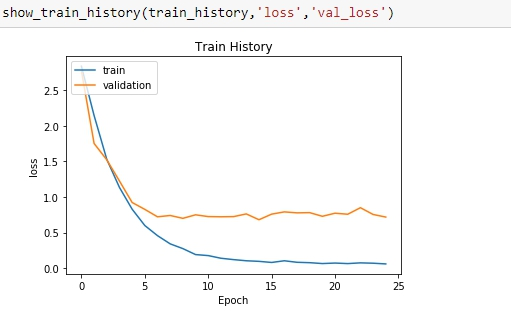 show_train_history(train_history,'loss','val_loss')
Train History
train
validation
2.5
2.0
1.5
1.0
0.5
0.0
loss
0 5 10 15 20 25
Epoch